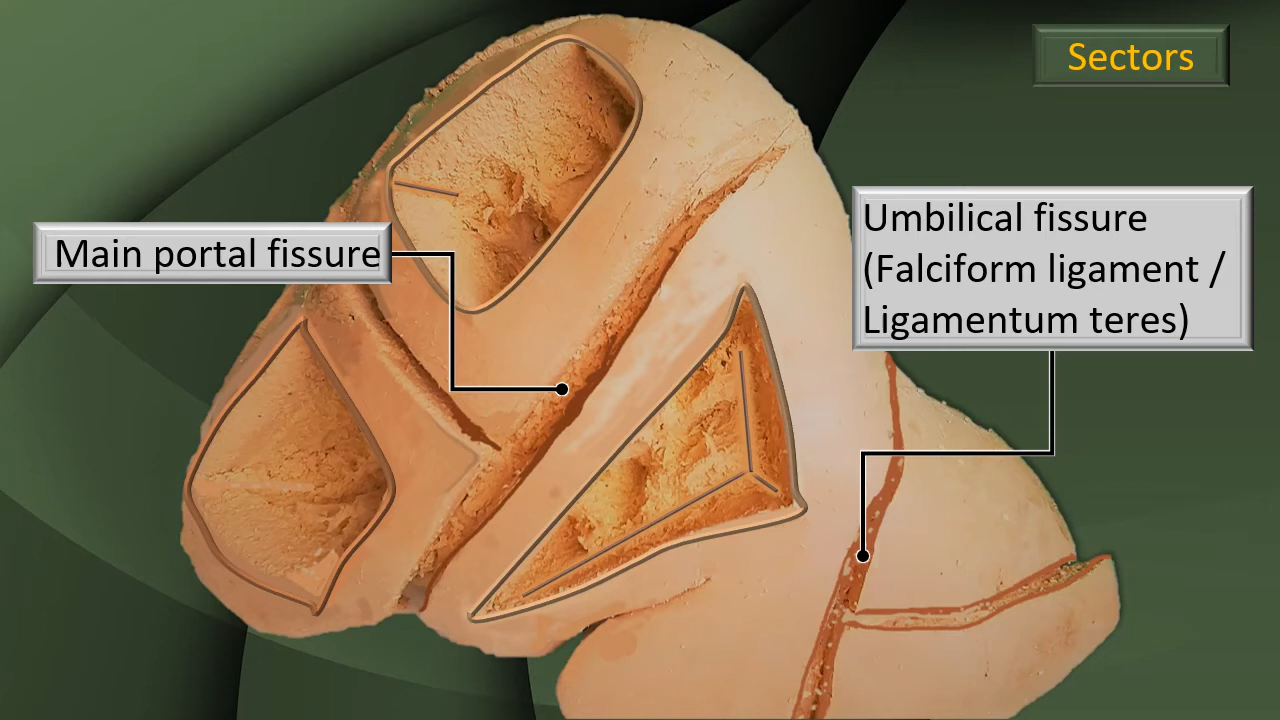 Sectors
Main portal fissure
Umbilical fissure
(Falciform ligament /
Ligamentum teres)